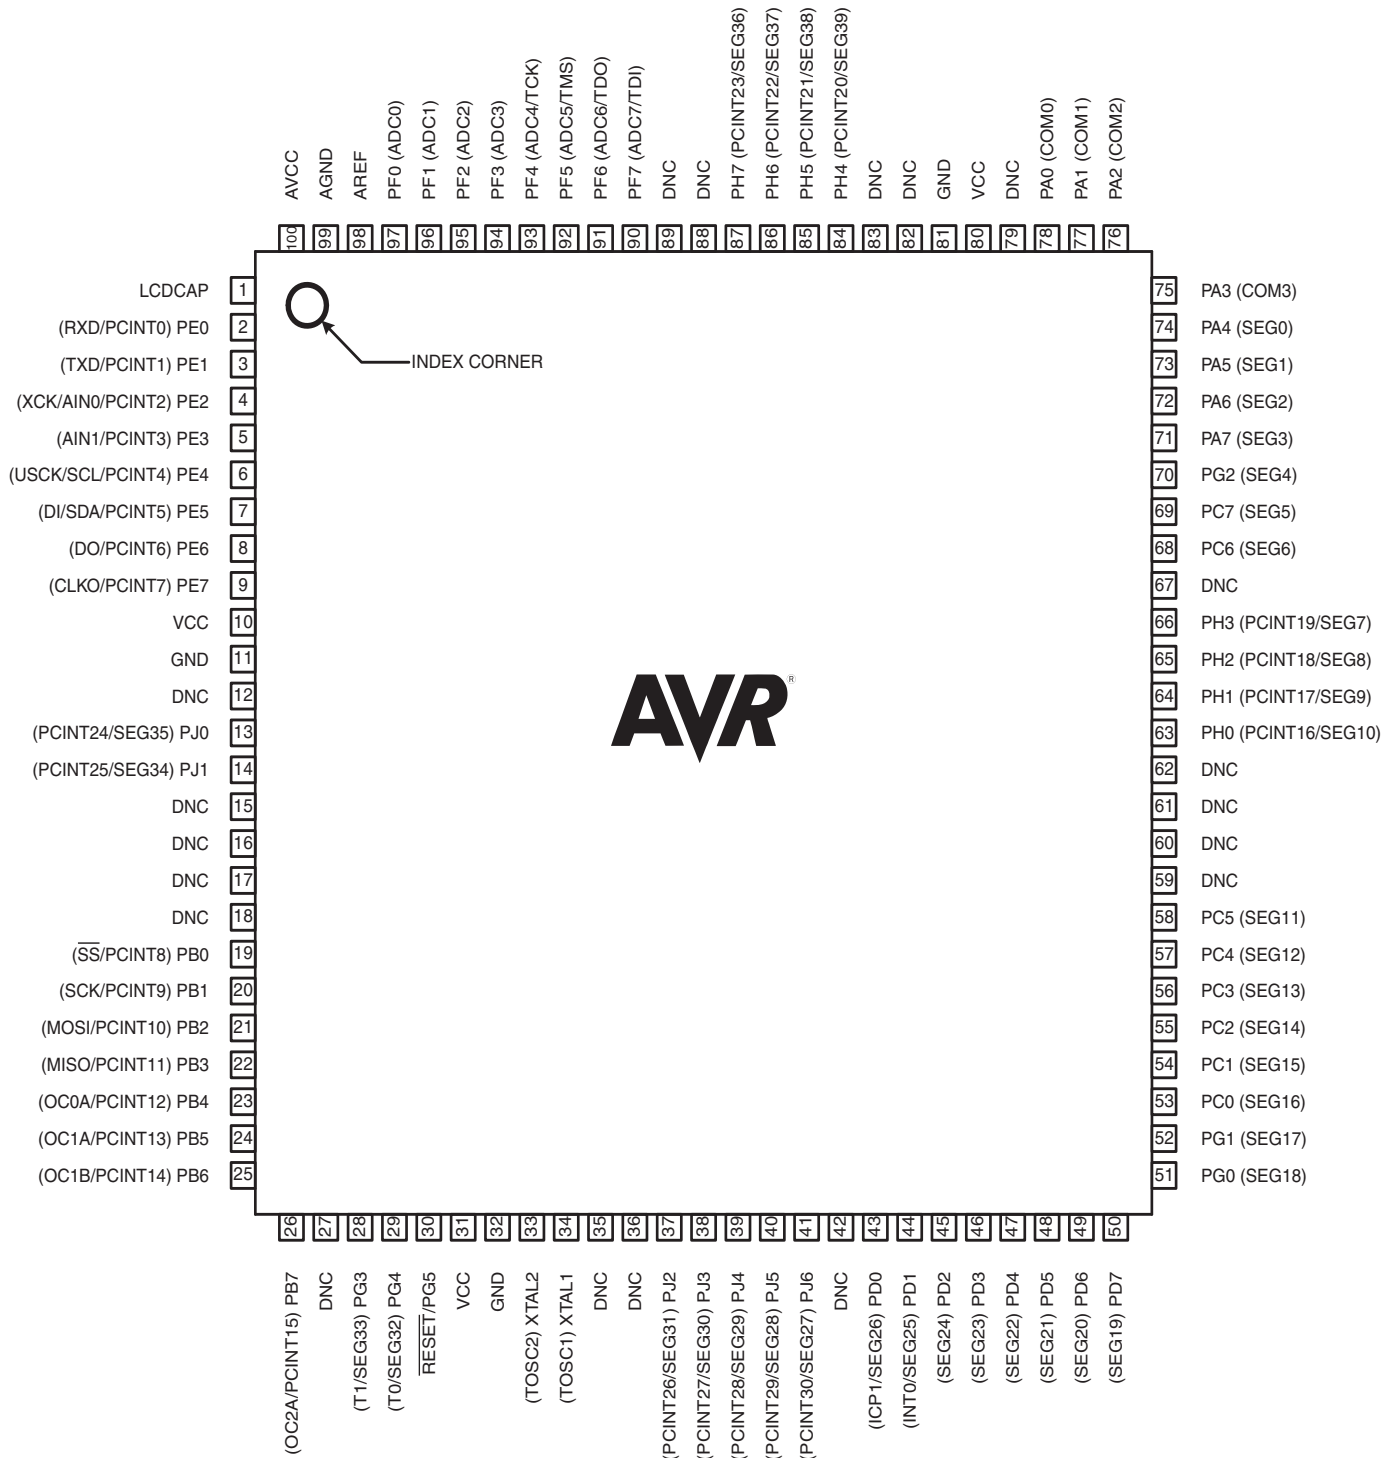 AVCC
AGND
AREF
PF0 (ADC0)
PF1 (ADC1)
PF2 (ADC2)
PF3 (ADC3)
PF4 (ADC4/TCK)
PF5 (ADC5/TMS)
PF6 (ADC6/TDO)
PF7 (ADC7/TDI)
DNC
DNC
PH7 (PCINT23/SEG36)
PH6 (PCINT22/SEG37)
PH5 (PCINT21/SEG38)
PH4 (PCINT20/SEG39)
DNC
DNC
GND
VCC
DNC
PA0 (COM0)
PA1 (COM1)
PA2 (COM2)
100 99 98 97 96 95 94 93 92 91 90 89 88 87 86 85 84 83 82 81 80 79 78 77 76
LCDCAP 1
(RXD/PCINT0) PE0 2
(TXD/PCINT1) PE1 3
(XCK/AIN0/PCINT2) PE2 4
(AIN1/PCINT3) PE3 5
(USCK/SCL/PCINT4) PE4 6
(DI/SDA/PCINT5) PE5 7
(DO/PCINT6) PE6 8
(CLKO/PCINT7) PE7 9
VCC 10
GND 11
DNC 12
(PCINT24/SEG35) PJ0 13
(PCINT25/SEG34) PJ1 14
DNC 15
DNC 16
DNC 17
DNC 18
(SS/PCINT8) PB0 19
(SCK/PCINT9) PB1 20
(MOSI/PCINT10) PB2 21
(MISO/PCINT11) PB3 22
(OC0A/PCINT12) PB4 23
(OC1A/PCINT13) PB5 24
(OC1B/PCINT14) PB6 25
INDEX CORNER
AVR®
75 PA3 (COM3)
74 PA4 (SEG0)
73 PA5 (SEG1)
72 PA6 (SEG2)
71 PA7 (SEG3)
70 PG2 (SEG4)
69 PC7 (SEG5)
68 PC6 (SEG6)
67 DNC
66 PH3 (PCINT19/SEG7)
65 PH2 (PCINT18/SEG8)
64 PH1 (PCINT17/SEG9)
63 PH0 (PCINT16/SEG10)
62 DNC
61 DNC
60 DNC
59 DNC
58 PC5 (SEG11)
57 PC4 (SEG12)
56 PC3 (SEG13)
55 PC2 (SEG14)
54 PC1 (SEG15)
53 PC0 (SEG16)
52 PG1 (SEG17)
51 PG0 (SEG18)
26 27 28 29 30 31 32 33 34 35 36 37 38 39 40 41 42 43 44 45 46 47 48 49 50
(OC2A/PCINT15) PB7
DNC
(T1/SEG33) PG3
(T0/SEG32) PG4
RESET/PG5
VCC
GND
(TOSC2) XTAL2
(TOSC1) XTAL1
DNC
DNC
(PCINT26/SEG31) PJ2
(PCINT27/SEG30) PJ3
(PCINT28/SEG29) PJ4
(PCINT29/SEG28) PJ5
(PCINT30/SEG27) PJ6
DNC
(ICP1/SEG26) PD0
(INT0/SEG25) PD1
(SEG24) PD2
(SEG23) PD3
(SEG22) PD4
(SEG21) PD5
(SEG20) PD6
(SEG19) PD7